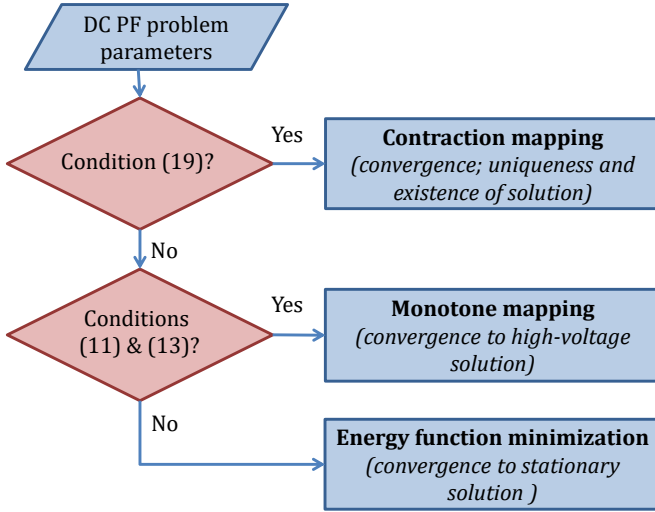 DC PF problem
parameters
Condition (19)?
Yes
Contraction mapping
(convergence; uniqueness and
existence of solution)
No
Conditions
(11) & (13)?
Yes
Monotone mapping
(convergence to high-voltage
solution)
No
Energy function minimization
(convergence to stationary
solution )